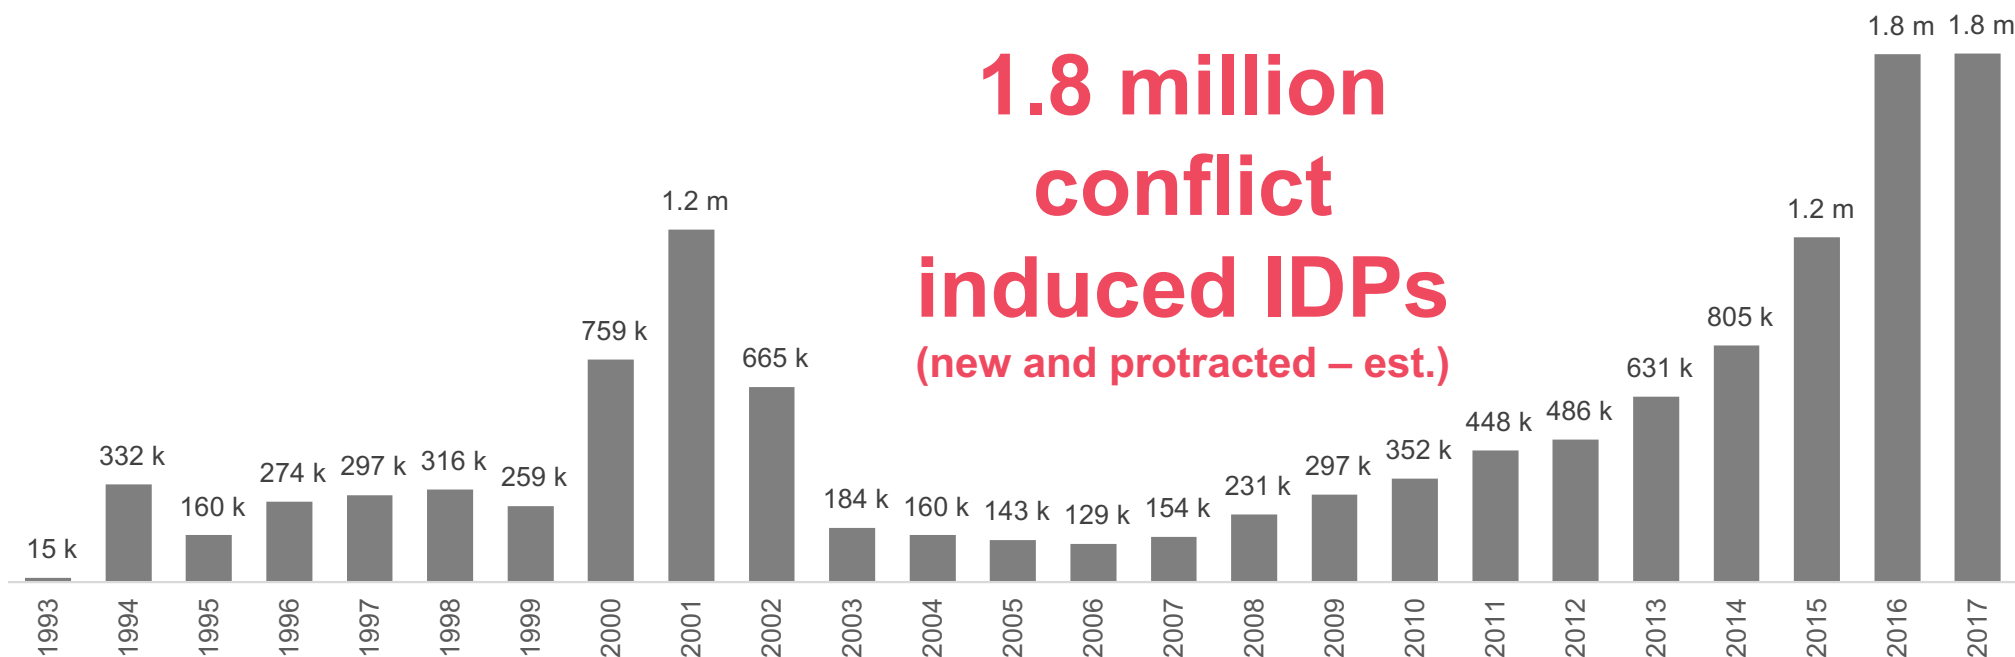 1.8 million
conflict
induced IDPs
(new and protracted – est.)
15 k
332 k
160 k
274 k
297 k
316 k
259 k
759 k
1.2 m
665 k
184 k
160 k
143 k
129 k
154 k
231 k
297 k
352 k
448 k
486 k
631 k
805 k
1.2 m
1.8 m
1.8 m
1993
1994
1995
1996
1997
1998
1999
2000
2001
2002
2003
2004
2005
2006
2007
2008
2009
2010
2011
2012
2013
2014
2015
2016
2017